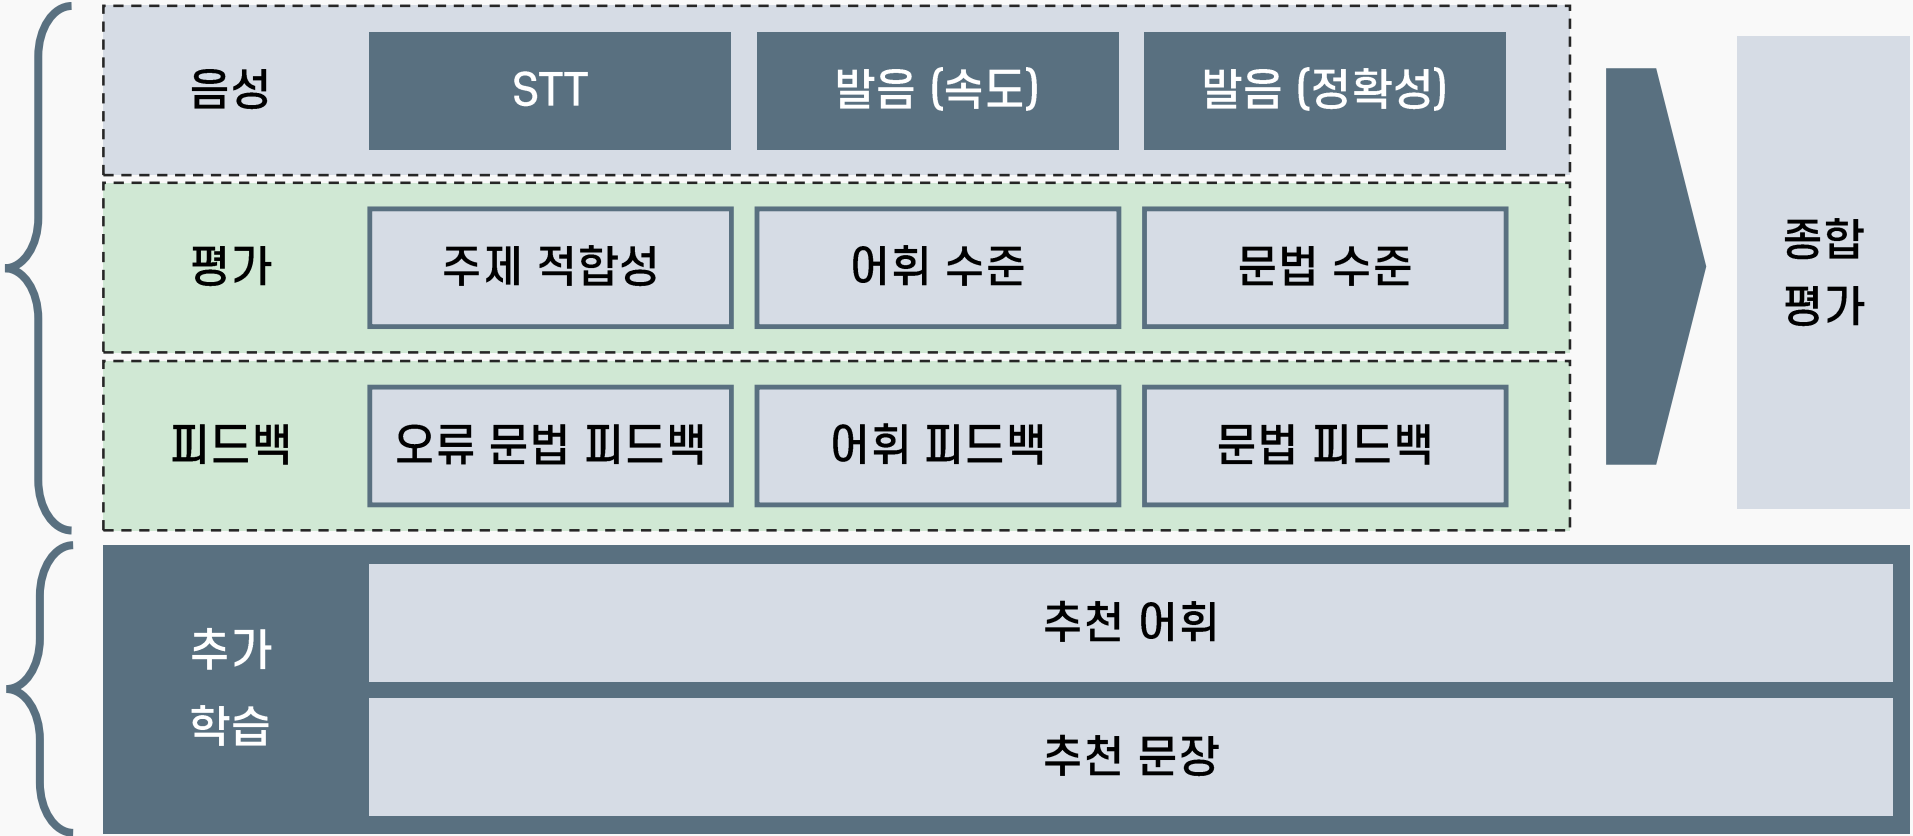 음성
STT
발음 (속도)
발음 (정확성)
평가
주제 적합성
어휘 수준
문법 수준
피드백
오류 문법 피드백
어휘 피드백
문법 피드백
종합
평가
추가
학습
추천 어휘
추천 문장